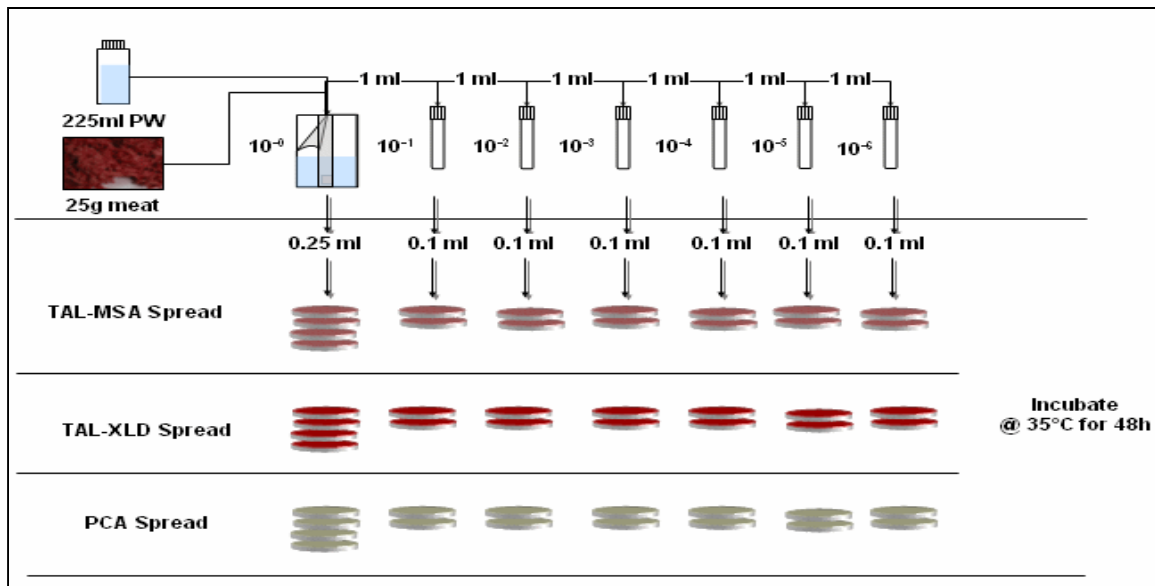 1 ml 1 ml 1 ml 1 ml 1 ml 1 ml
225ml PW
10⁻⁰ 10⁻¹ 10⁻² 10⁻³ 10⁻⁴ 10⁻⁵ 10⁻⁶
25g meat
0.25 ml 0.1 ml 0.1 ml 0.1 ml 0.1 ml 0.1 ml 0.1 ml
TAL-MSA Spread
TAL-XLD Spread
Incubate
@ 35°C for 48h
PCA Spread